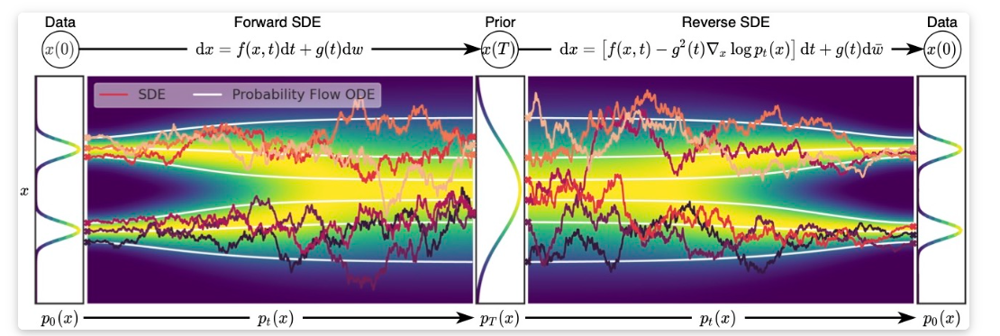 Data Forward SDE Prior Reverse SDE Data
x(0) dx = f(x,t)dt + g(t)dw x(T) dx = [f(x,t) − g²(t)∇ₓ log pₜ(x)] dt + g(t)dw̄ x(0)
SDE Probability Flow ODE
x
p₀(x) pₜ(x) p_T(x) pₜ(x) p₀(x)